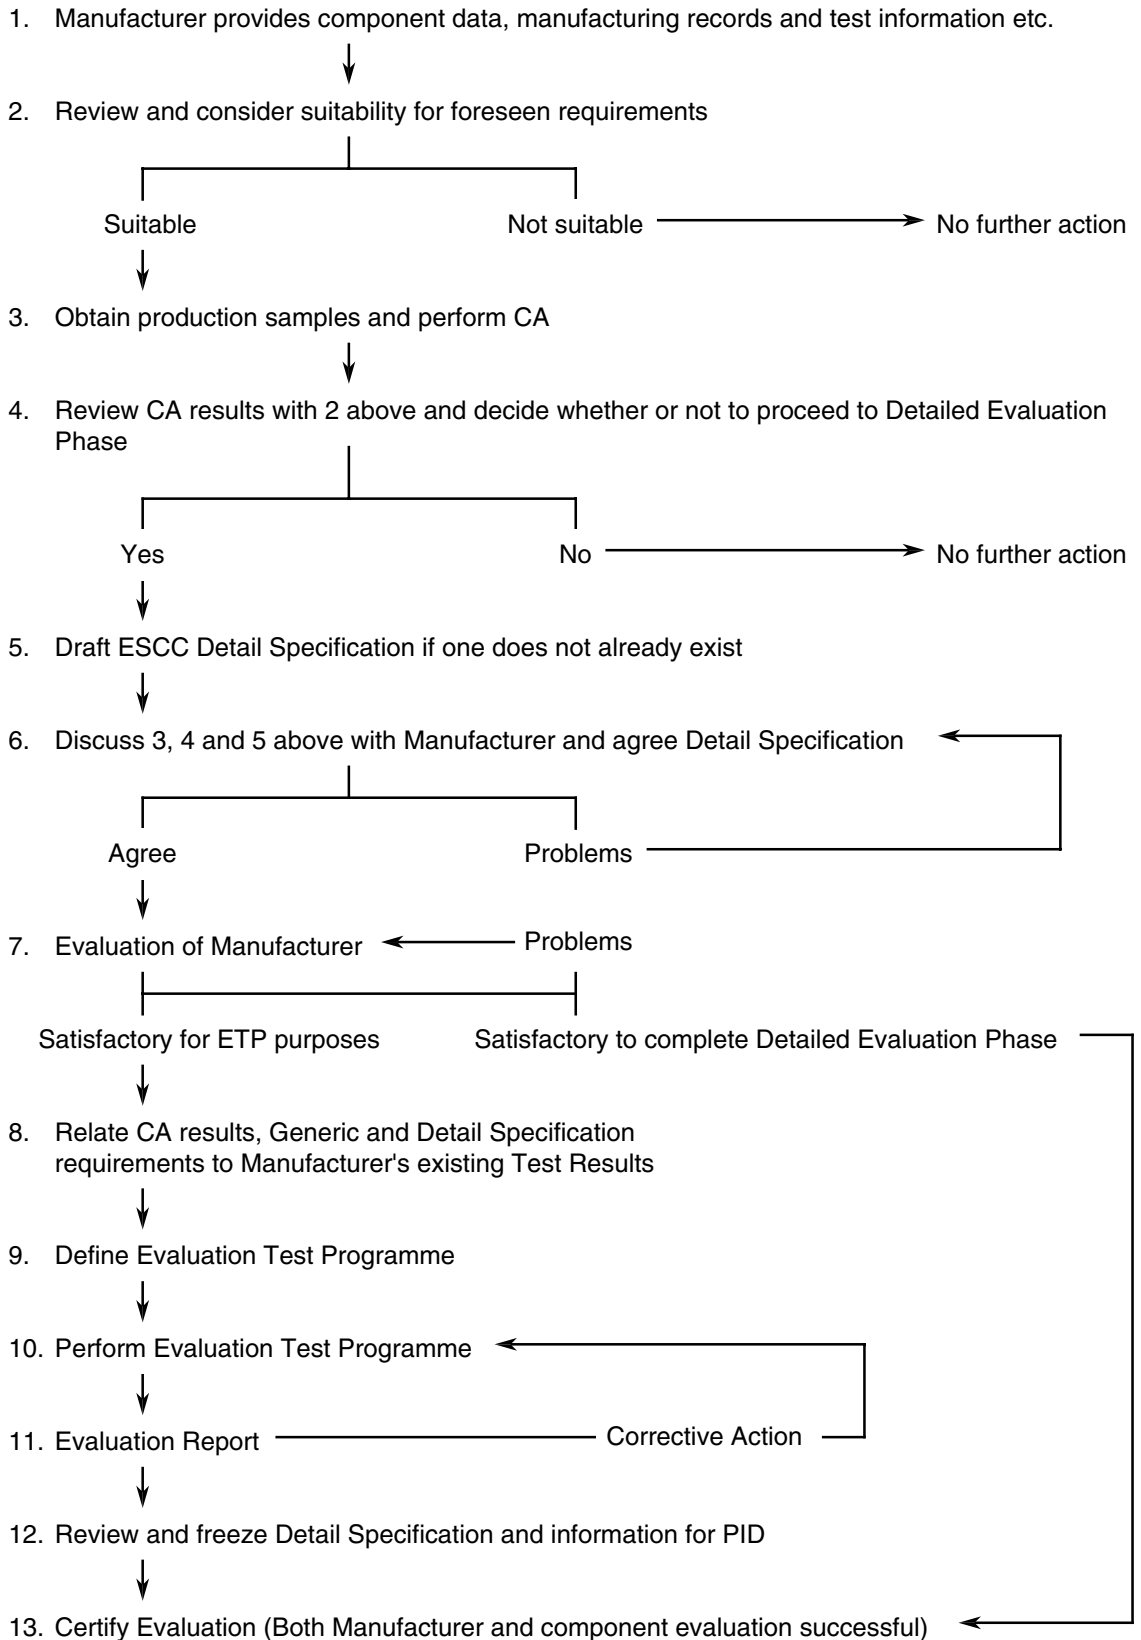 1. Manufacturer provides component data, manufacturing records and test information etc.
2. Review and consider suitability for foreseen requirements
Suitable
Not suitable
No further action
3. Obtain production samples and perform CA
4. Review CA results with 2 above and decide whether or not to proceed to Detailed Evaluation
Phase
Yes
No
No further action
5. Draft ESCC Detail Specification if one does not already exist
6. Discuss 3, 4 and 5 above with Manufacturer and agree Detail Specification
Agree
Problems
7. Evaluation of Manufacturer
Problems
Satisfactory for ETP purposes
Satisfactory to complete Detailed Evaluation Phase
8. Relate CA results, Generic and Detail Specification
requirements to Manufacturer's existing Test Results
9. Define Evaluation Test Programme
10. Perform Evaluation Test Programme
11. Evaluation Report
Corrective Action
12. Review and freeze Detail Specification and information for PID
13. Certify Evaluation (Both Manufacturer and component evaluation successful)